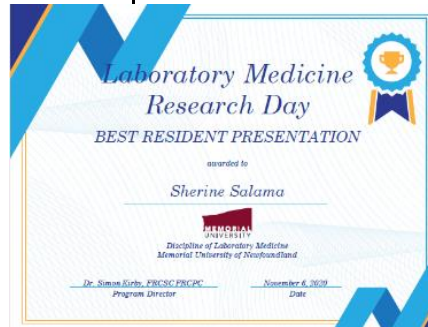 Laboratory Medicine
Research Day
BEST RESIDENT PRESENTATION
awarded to
Sherine Salama
MEMORIAL
UNIVERSITY
Discipline of Laboratory Medicine
Memorial University of Newfoundland
Dr. Simon Kirby, FRCSC FRCPC
November 6, 2020
Program Director
Date